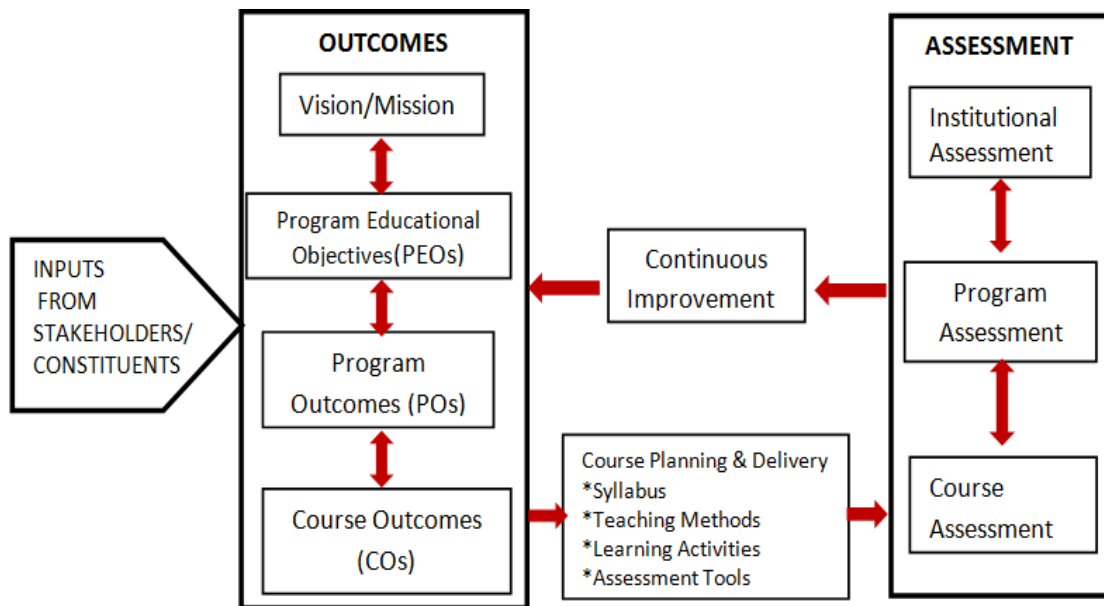 INPUTS
FROM
STAKEHOLDERS/
CONSTITUENTS
OUTCOMES
Vision/Mission
Program Educational
Objectives(PEOs)
Program
Outcomes (POs)
Course Outcomes
(COs)
Continuous
Improvement
Course Planning & Delivery
*Syllabus
*Teaching Methods
*Learning Activities
*Assessment Tools
ASSESSMENT
Institutional
Assessment
Program
Assessment
Course
Assessment